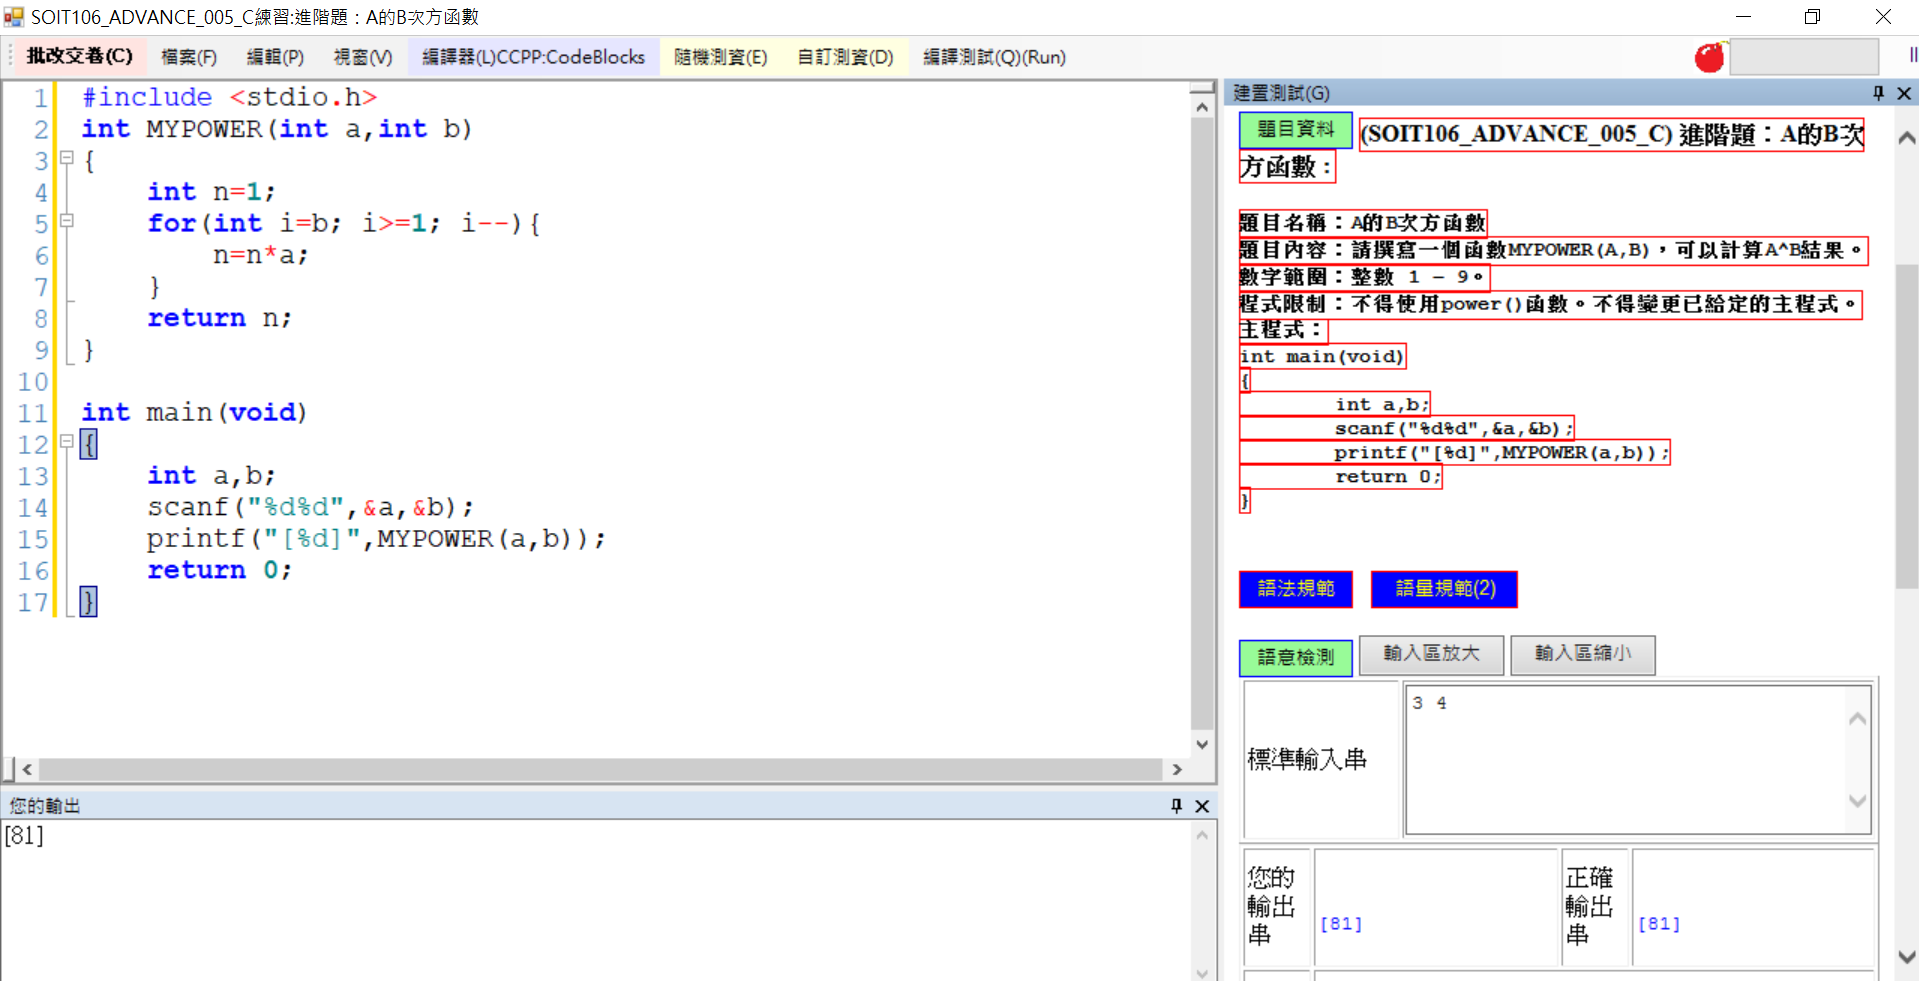 SOIT106_ADVANCE_005_C練習:進階題：A的B次方函數
批改交卷(C) 檔案(F) 編輯(P) 視窗(V) 編譯器(L)CCPP:CodeBlocks 隨機測資(E) 自訂測資(D) 編譯測試(Q)(Run)
1 #include <stdio.h>
2 int MYPOWER(int a,int b)
3 {
4 int n=1;
5 for(int i=b; i>=1; i--){
6 n=n*a;
7 }
8 return n;
9 }
10
11 int main(void)
12 {
13 int a,b;
14 scanf("%d%d",&a,&b);
15 printf("[%d]",MYPOWER(a,b));
16 return 0;
17 }
您的輸出
[81]
建置測試(G)
題目資料 (SOIT106_ADVANCE_005_C) 進階題：A的B次
方函數：
題目名稱：A的B次方函數
題目內容：請撰寫一個函數MYPOWER(A,B)，可以計算A^B結果。
數字範圍：整數 1 – 9。
程式限制：不得使用power()函數。不得變更已給定的主程式。
主程式：
int main(void)
{
int a,b;
scanf("%d%d",&a,&b);
printf("[%d]",MYPOWER(a,b));
return 0;
}
語法規範 語量規範(2)
語意檢測 輸入區放大 輸入區縮小
標準輸入串 3 4
您的輸出串 [81] 正確輸出串 [81]